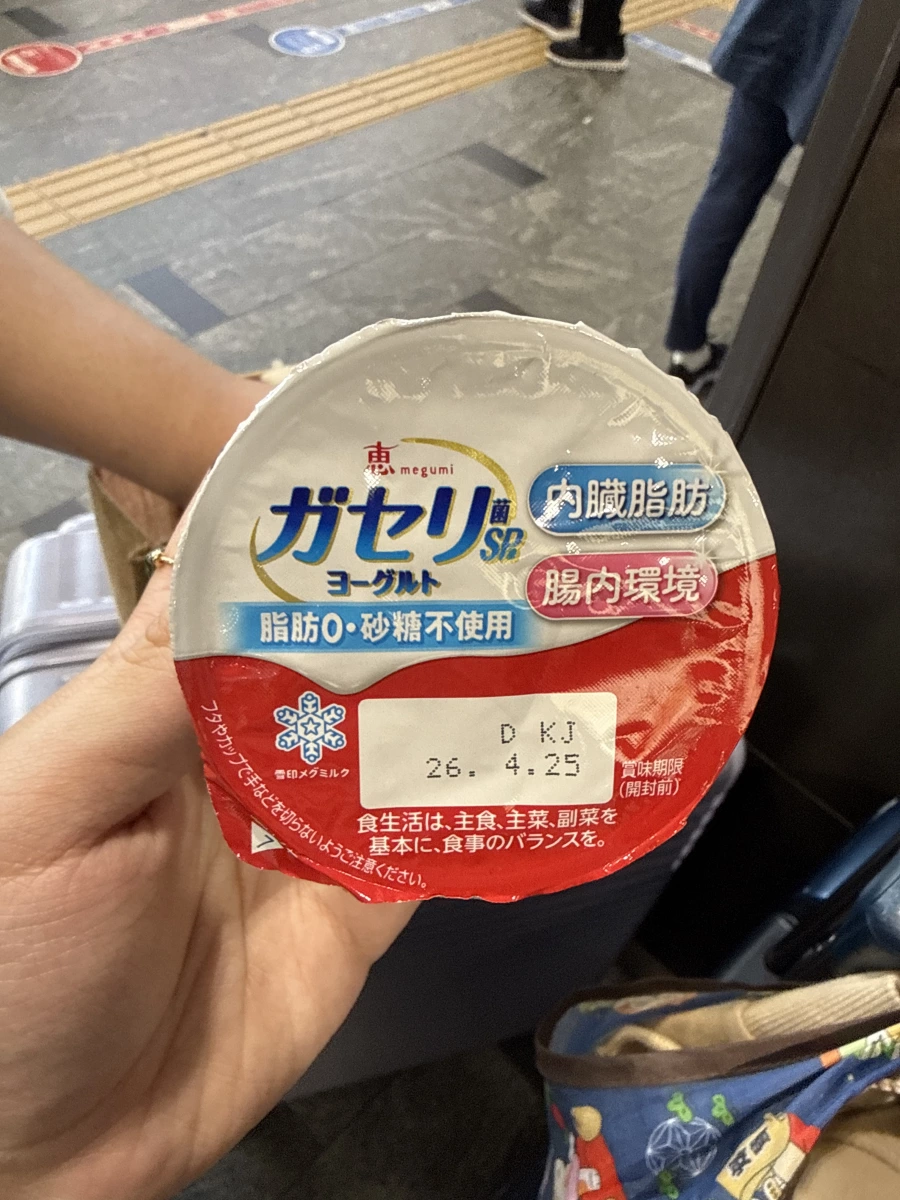 恵 megumi
ガセリ菌SP
ヨーグルト
脂肪0・砂糖不使用
内臓脂肪
腸内環境
雪印メグミルク
D KJ
26. 4.25
賞味期限
(開封前)
食生活は、主食、主菜、副菜を
基本に、食事のバランスを。
フタやカップで手などを切らないようご注意ください。
7